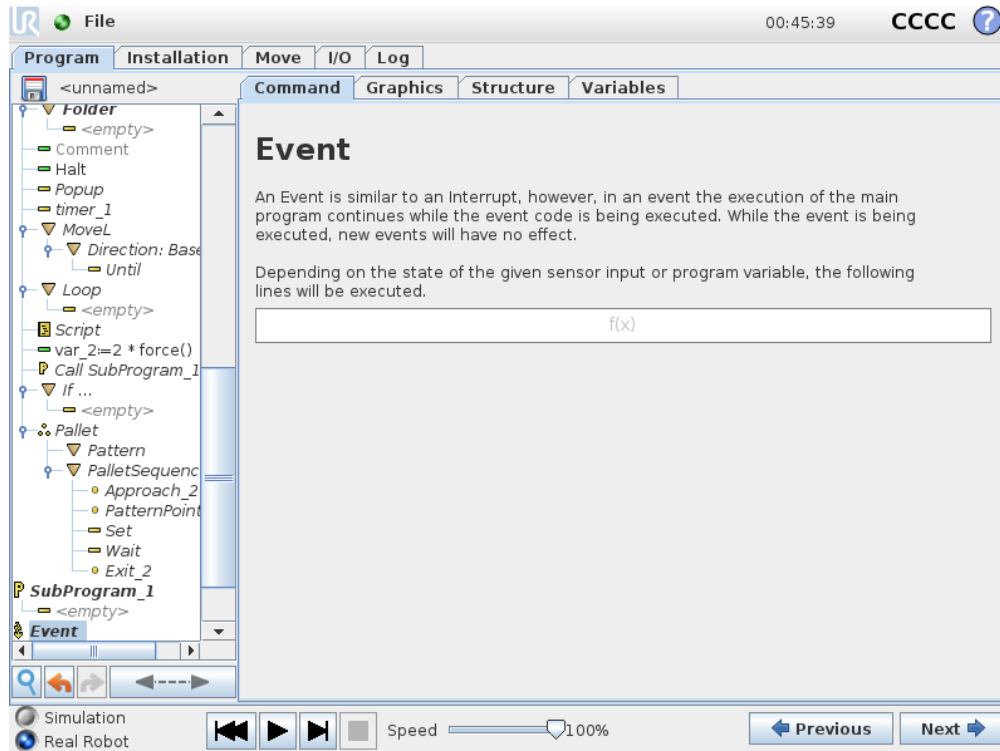 File
00:45:39
CCCC
?
Program
Installation
Move
I/O
Log
<unnamed>
Command
Graphics
Structure
Variables
Folder
<empty>
Comment
Halt
Popup
timer_1
MoveL
Direction: Base
Until
Loop
<empty>
Script
var_2:=2 * force()
Call SubProgram_1
If ...
<empty>
Pallet
Pattern
PalletSequenc
Approach_2
PatternPoint
Set
Wait
Exit_2
P SubProgram_1
<empty>
Event
Event
An Event is similar to an Interrupt, however, in an event the execution of the main
program continues while the event code is being executed. While the event is being
executed, new events will have no effect.
Depending on the state of the given sensor input or program variable, the following
lines will be executed.
f(x)
Simulation
Real Robot
Speed
100%
Previous
Next